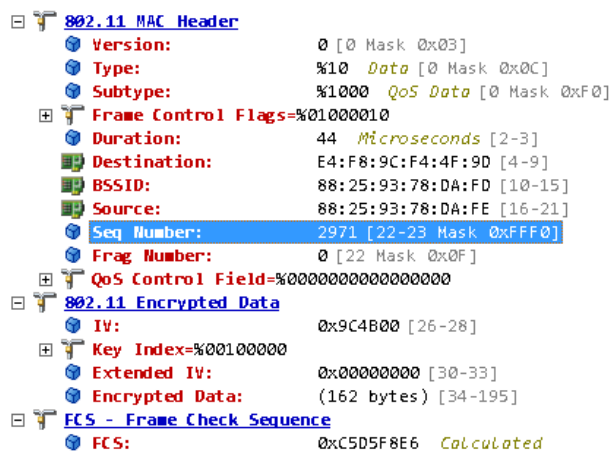 802.11 MAC Header
Version: 0 [0 Mask 0x03]
Type: %10 Data [0 Mask 0x0C]
Subtype: %1000 QoS Data [0 Mask 0xF0]
Frame Control Flags=%01000010
Duration: 44 Microseconds [2-3]
Destination: E4:F8:9C:F4:4F:9D [4-9]
BSSID: 88:25:93:78:DA:FD [10-15]
Source: 88:25:93:78:DA:FE [16-21]
Seq Number: 2971 [22-23 Mask 0xFFF0]
Frag Number: 0 [22 Mask 0x0F]
QoS Control Field=%0000000000000000
802.11 Encrypted Data
IV: 0x9C4B00 [26-28]
Key Index=%00100000
Extended IV: 0x00000000 [30-33]
Encrypted Data: (162 bytes) [34-195]
FCS - Frame Check Sequence
FCS: 0xC5D5F8E6 Calculated